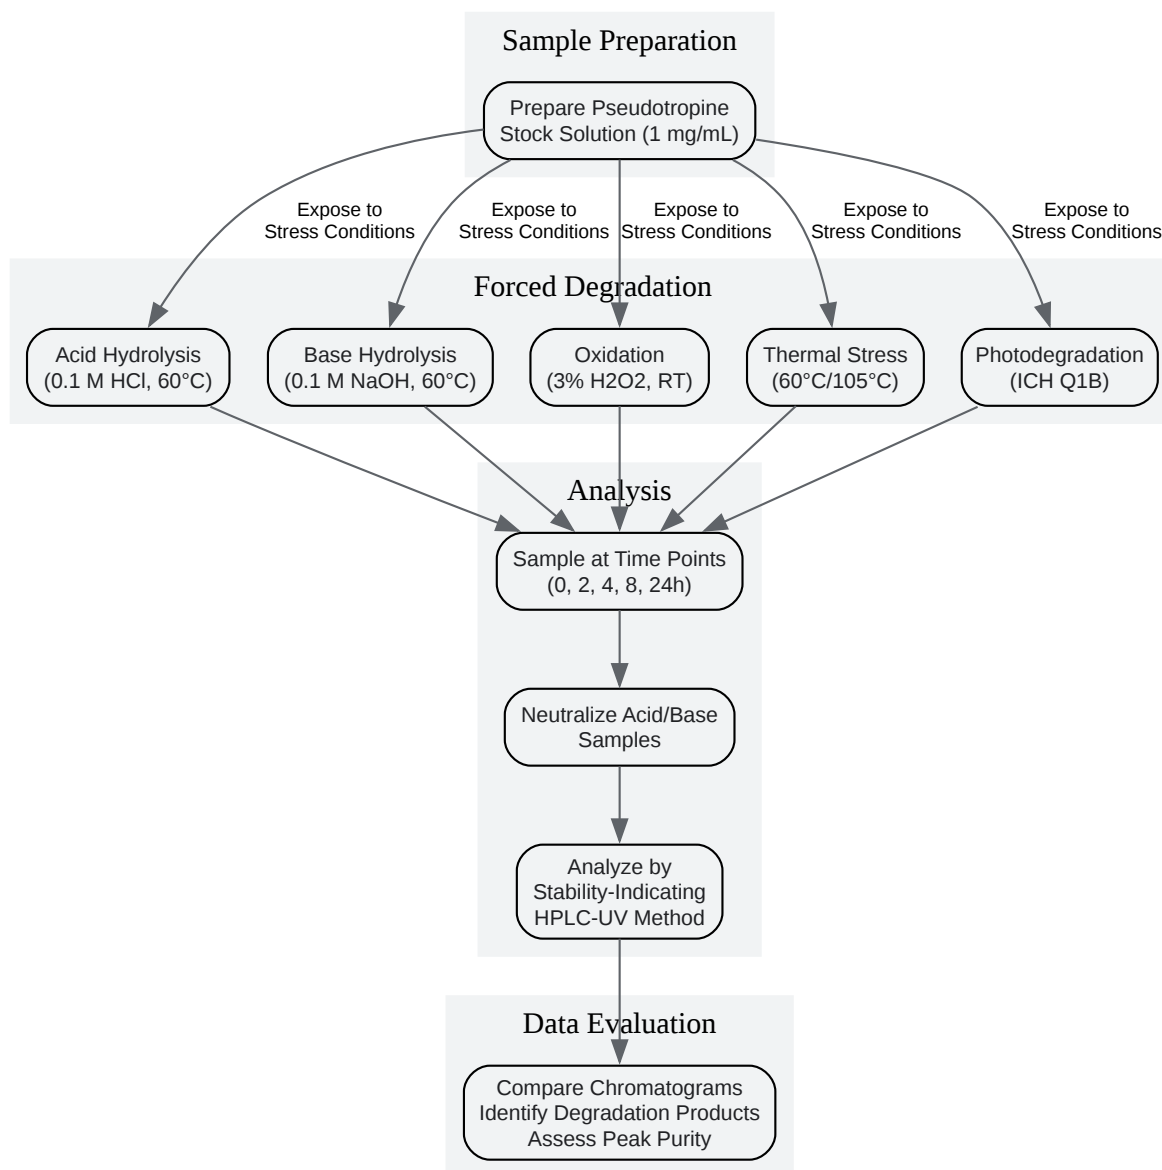 Sample Preparation
Prepare Pseudotropine
Stock Solution (1 mg/mL)
Expose to
Stress Conditions
Expose to
Stress Conditions
Expose to
Stress Conditions
Expose to
Stress Conditions
Expose to
Stress Conditions
Forced Degradation
Acid Hydrolysis
(0.1 M HCl, 60°C)
Base Hydrolysis
(0.1 M NaOH, 60°C)
Oxidation
(3% H2O2, RT)
Thermal Stress
(60°C/105°C)
Photodegradation
(ICH Q1B)
Analysis
Sample at Time Points
(0, 2, 4, 8, 24h)
Neutralize Acid/Base
Samples
Analyze by
Stability-Indicating
HPLC-UV Method
Data Evaluation
Compare Chromatograms
Identify Degradation Products
Assess Peak Purity